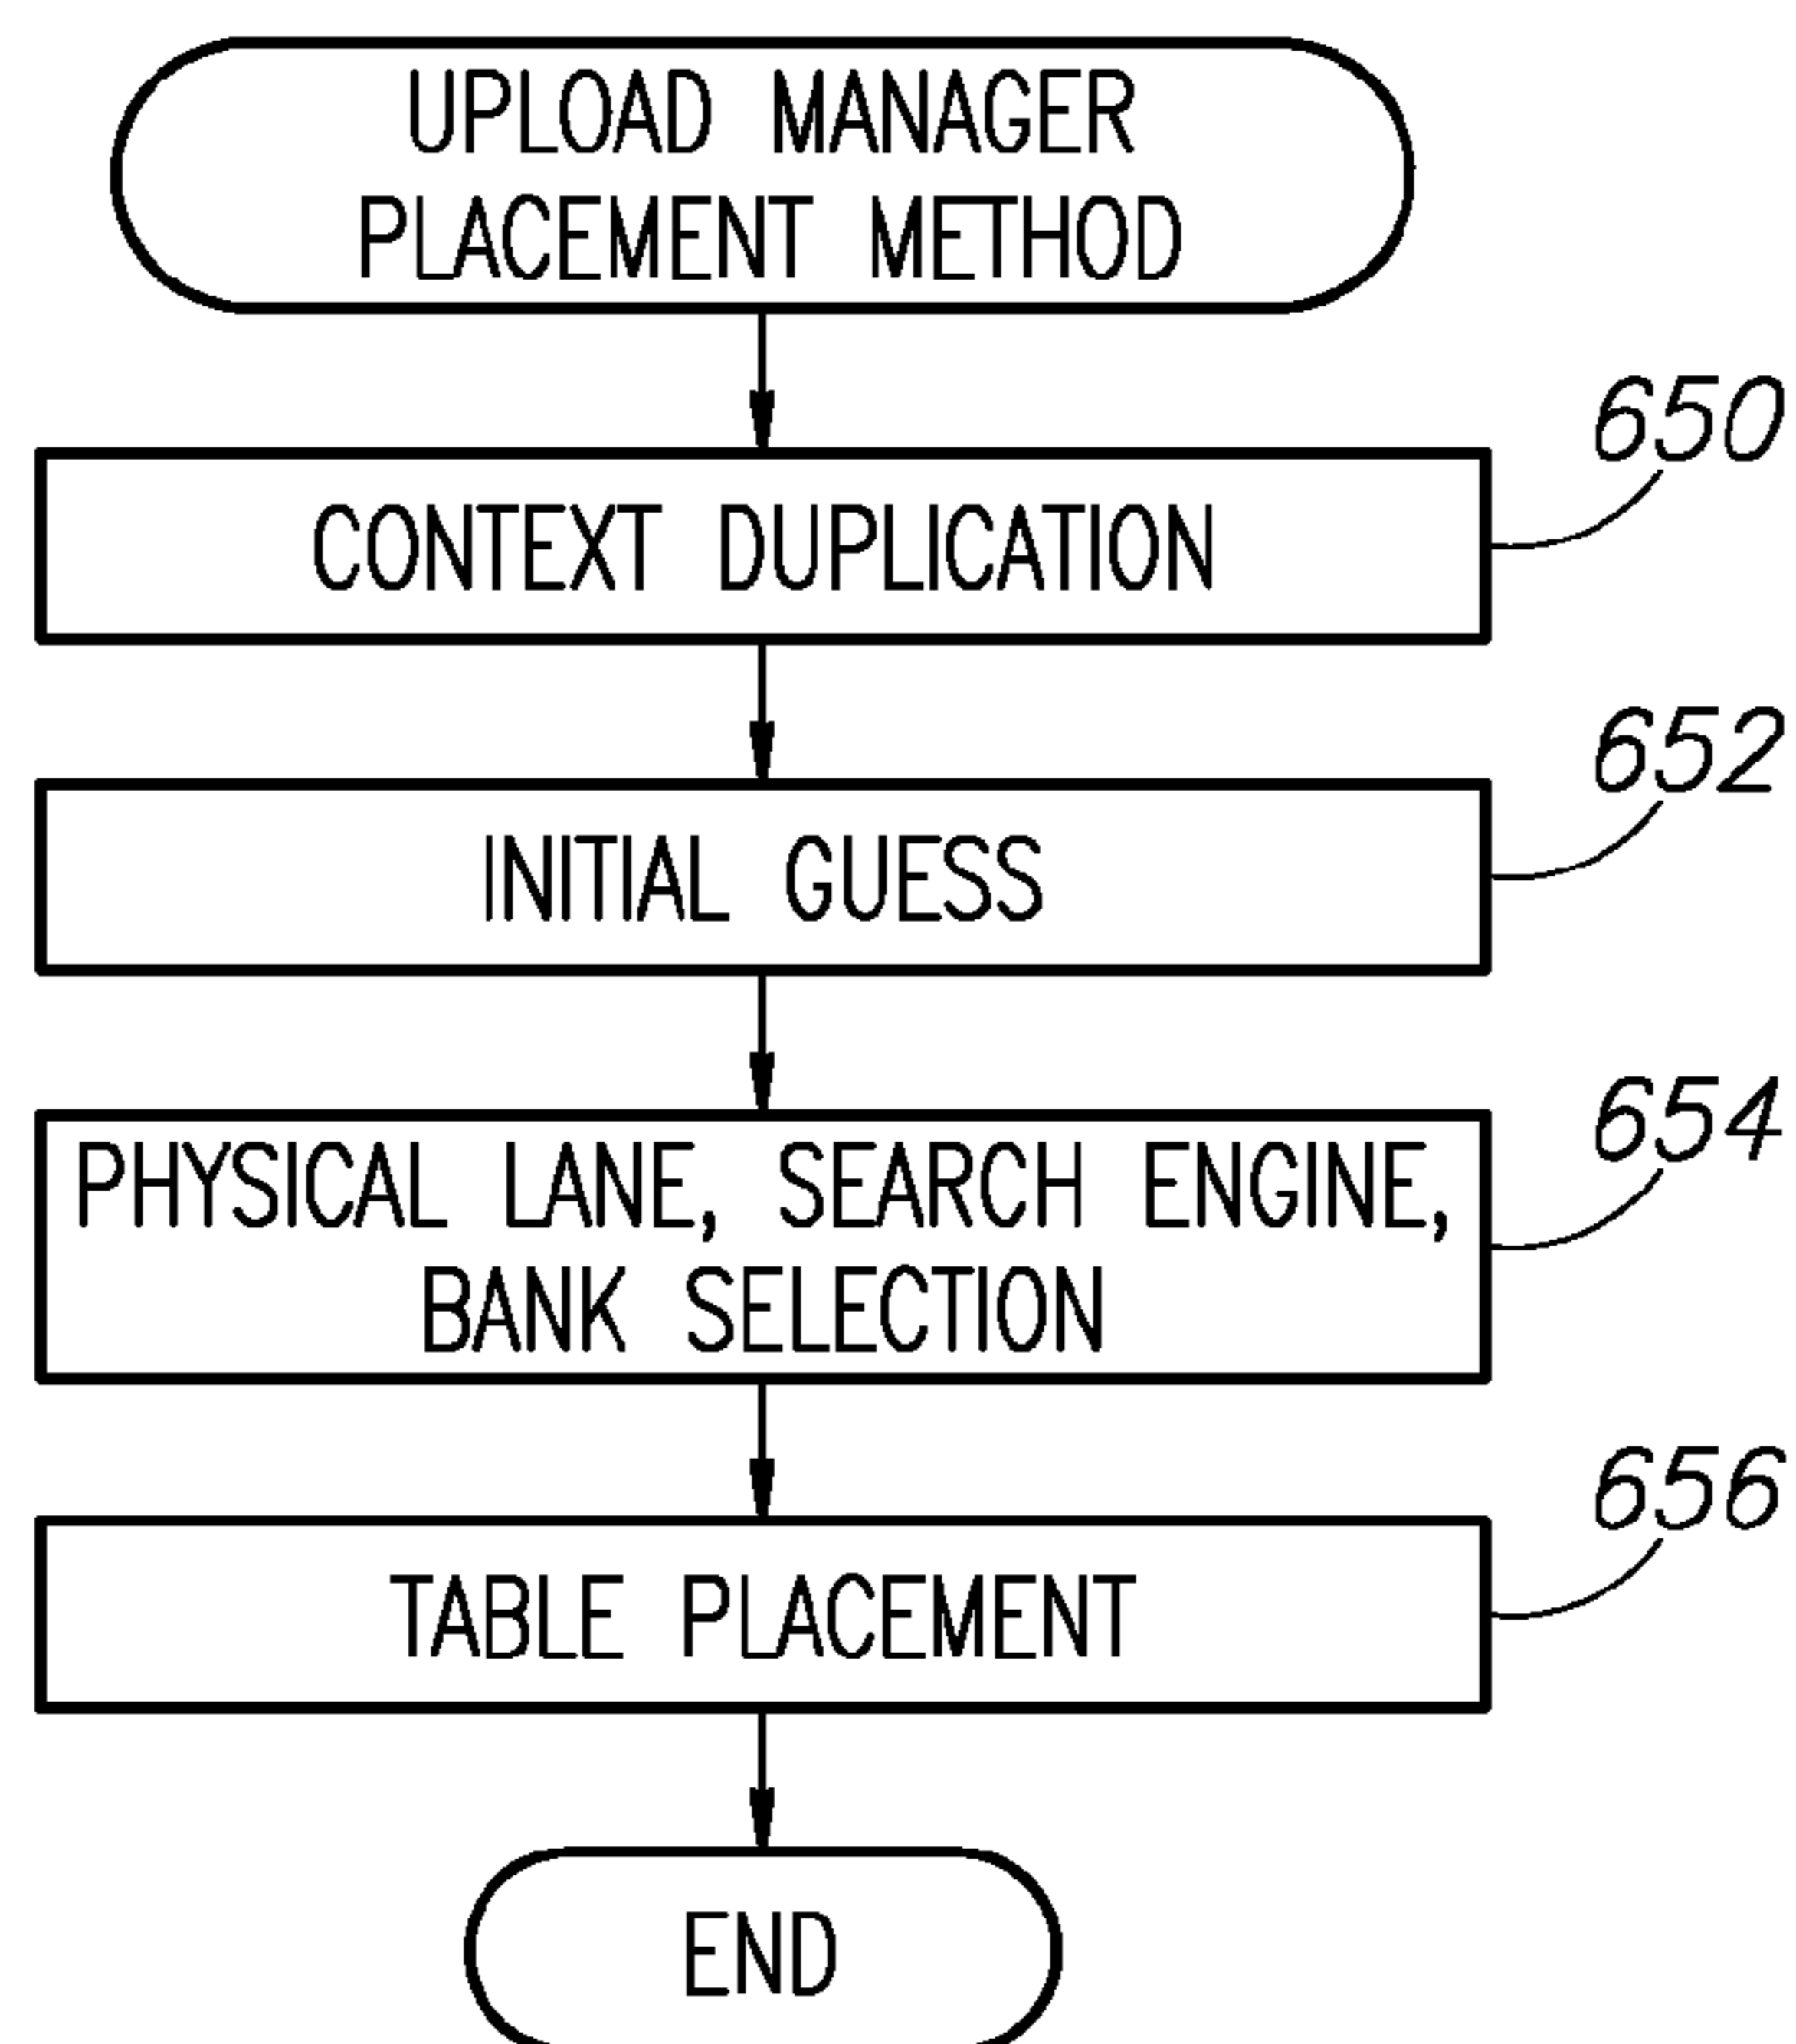 UPLOAD MANAGER
PLACEMENT METHOD
650
CONTEXT DUPLICATION
652
INITIAL GUESS
654
PHYSICAL LANE, SEARCH ENGINE,
BANK SELECTION
656
TABLE PLACEMENT
END